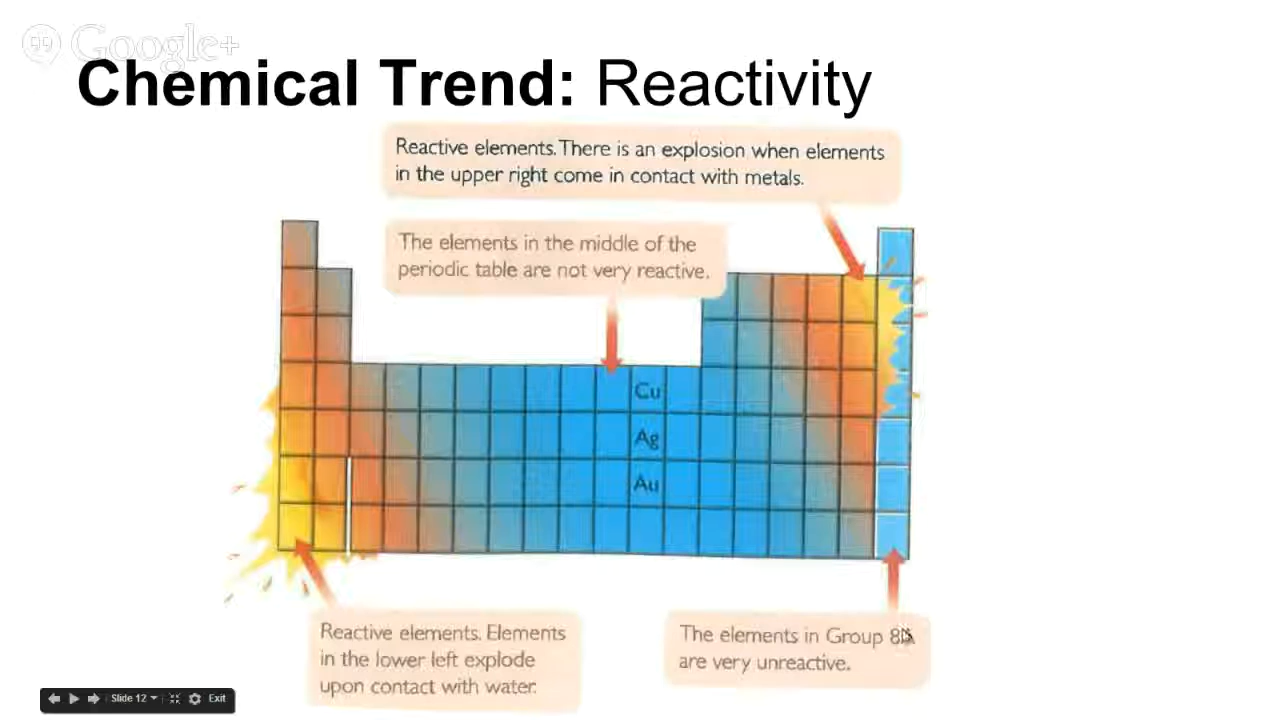 Google+
Chemical Trend: Reactivity
Reactive elements. There is an explosion when elements
in the upper right come in contact with metals.
The elements in the middle of the
periodic table are not very reactive.
Cu
Ag
Au
Reactive elements. Elements
in the lower left explode
upon contact with water.
The elements in Group 8A
are very unreactive.
Slide 12
Exit